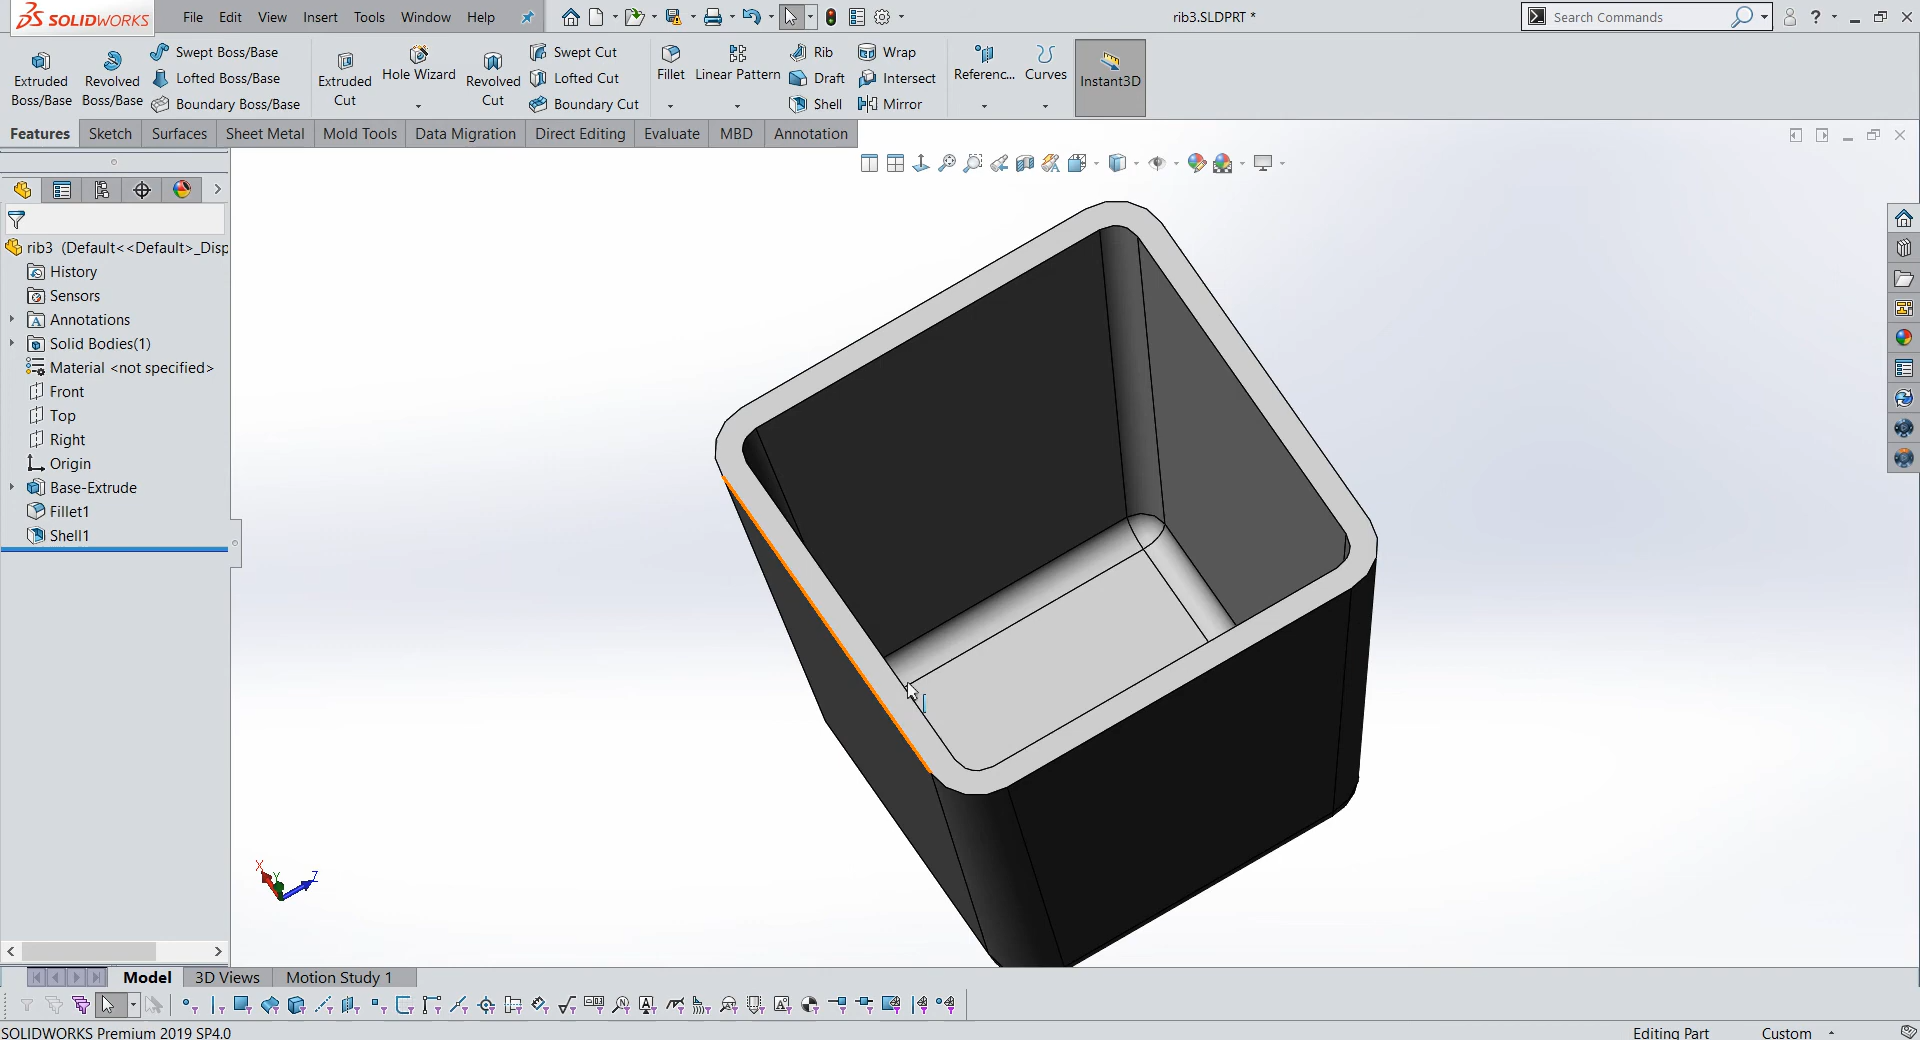 SOLIDWORKS File Edit View Insert Tools Window Help rib3.SLDPRT * Search Commands ?
Extruded Boss/Base Revolved Boss/Base Swept Boss/Base Lofted Boss/Base Boundary Boss/Base Extruded Cut Hole Wizard Revolved Cut Swept Cut Lofted Cut Boundary Cut Fillet Linear Pattern Rib Draft Shell Wrap Intersect Mirror Referenc... Curves Instant3D
Features Sketch Surfaces Sheet Metal Mold Tools Data Migration Direct Editing Evaluate MBD Annotation
rib3 (Default<<Default>_Disp
History
Sensors
Annotations
Solid Bodies(1)
Material <not specified>
Front
Top
Right
Origin
Base-Extrude
Fillet1
Shell1
X Y Z
Model 3D Views Motion Study 1
SOLIDWORKS Premium 2019 SP4.0 Editing Part Custom